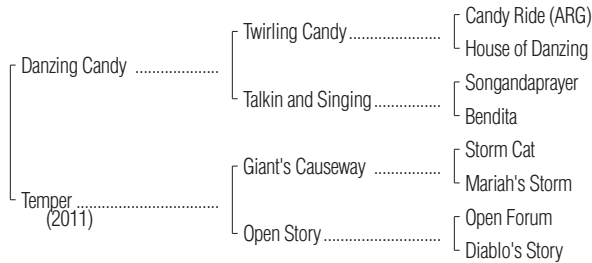 Candy Ride (ARG)
Twirling Candy....................
House of Danzing
Danzing Candy ..................
Songandaprayer
Talkin and Singing...............
Bendita
Storm Cat
Giant's Causeway ...............
Mariah's Storm
Temper ..............................
(2011)
Open Forum
Open Story.........................
Diablo's Story